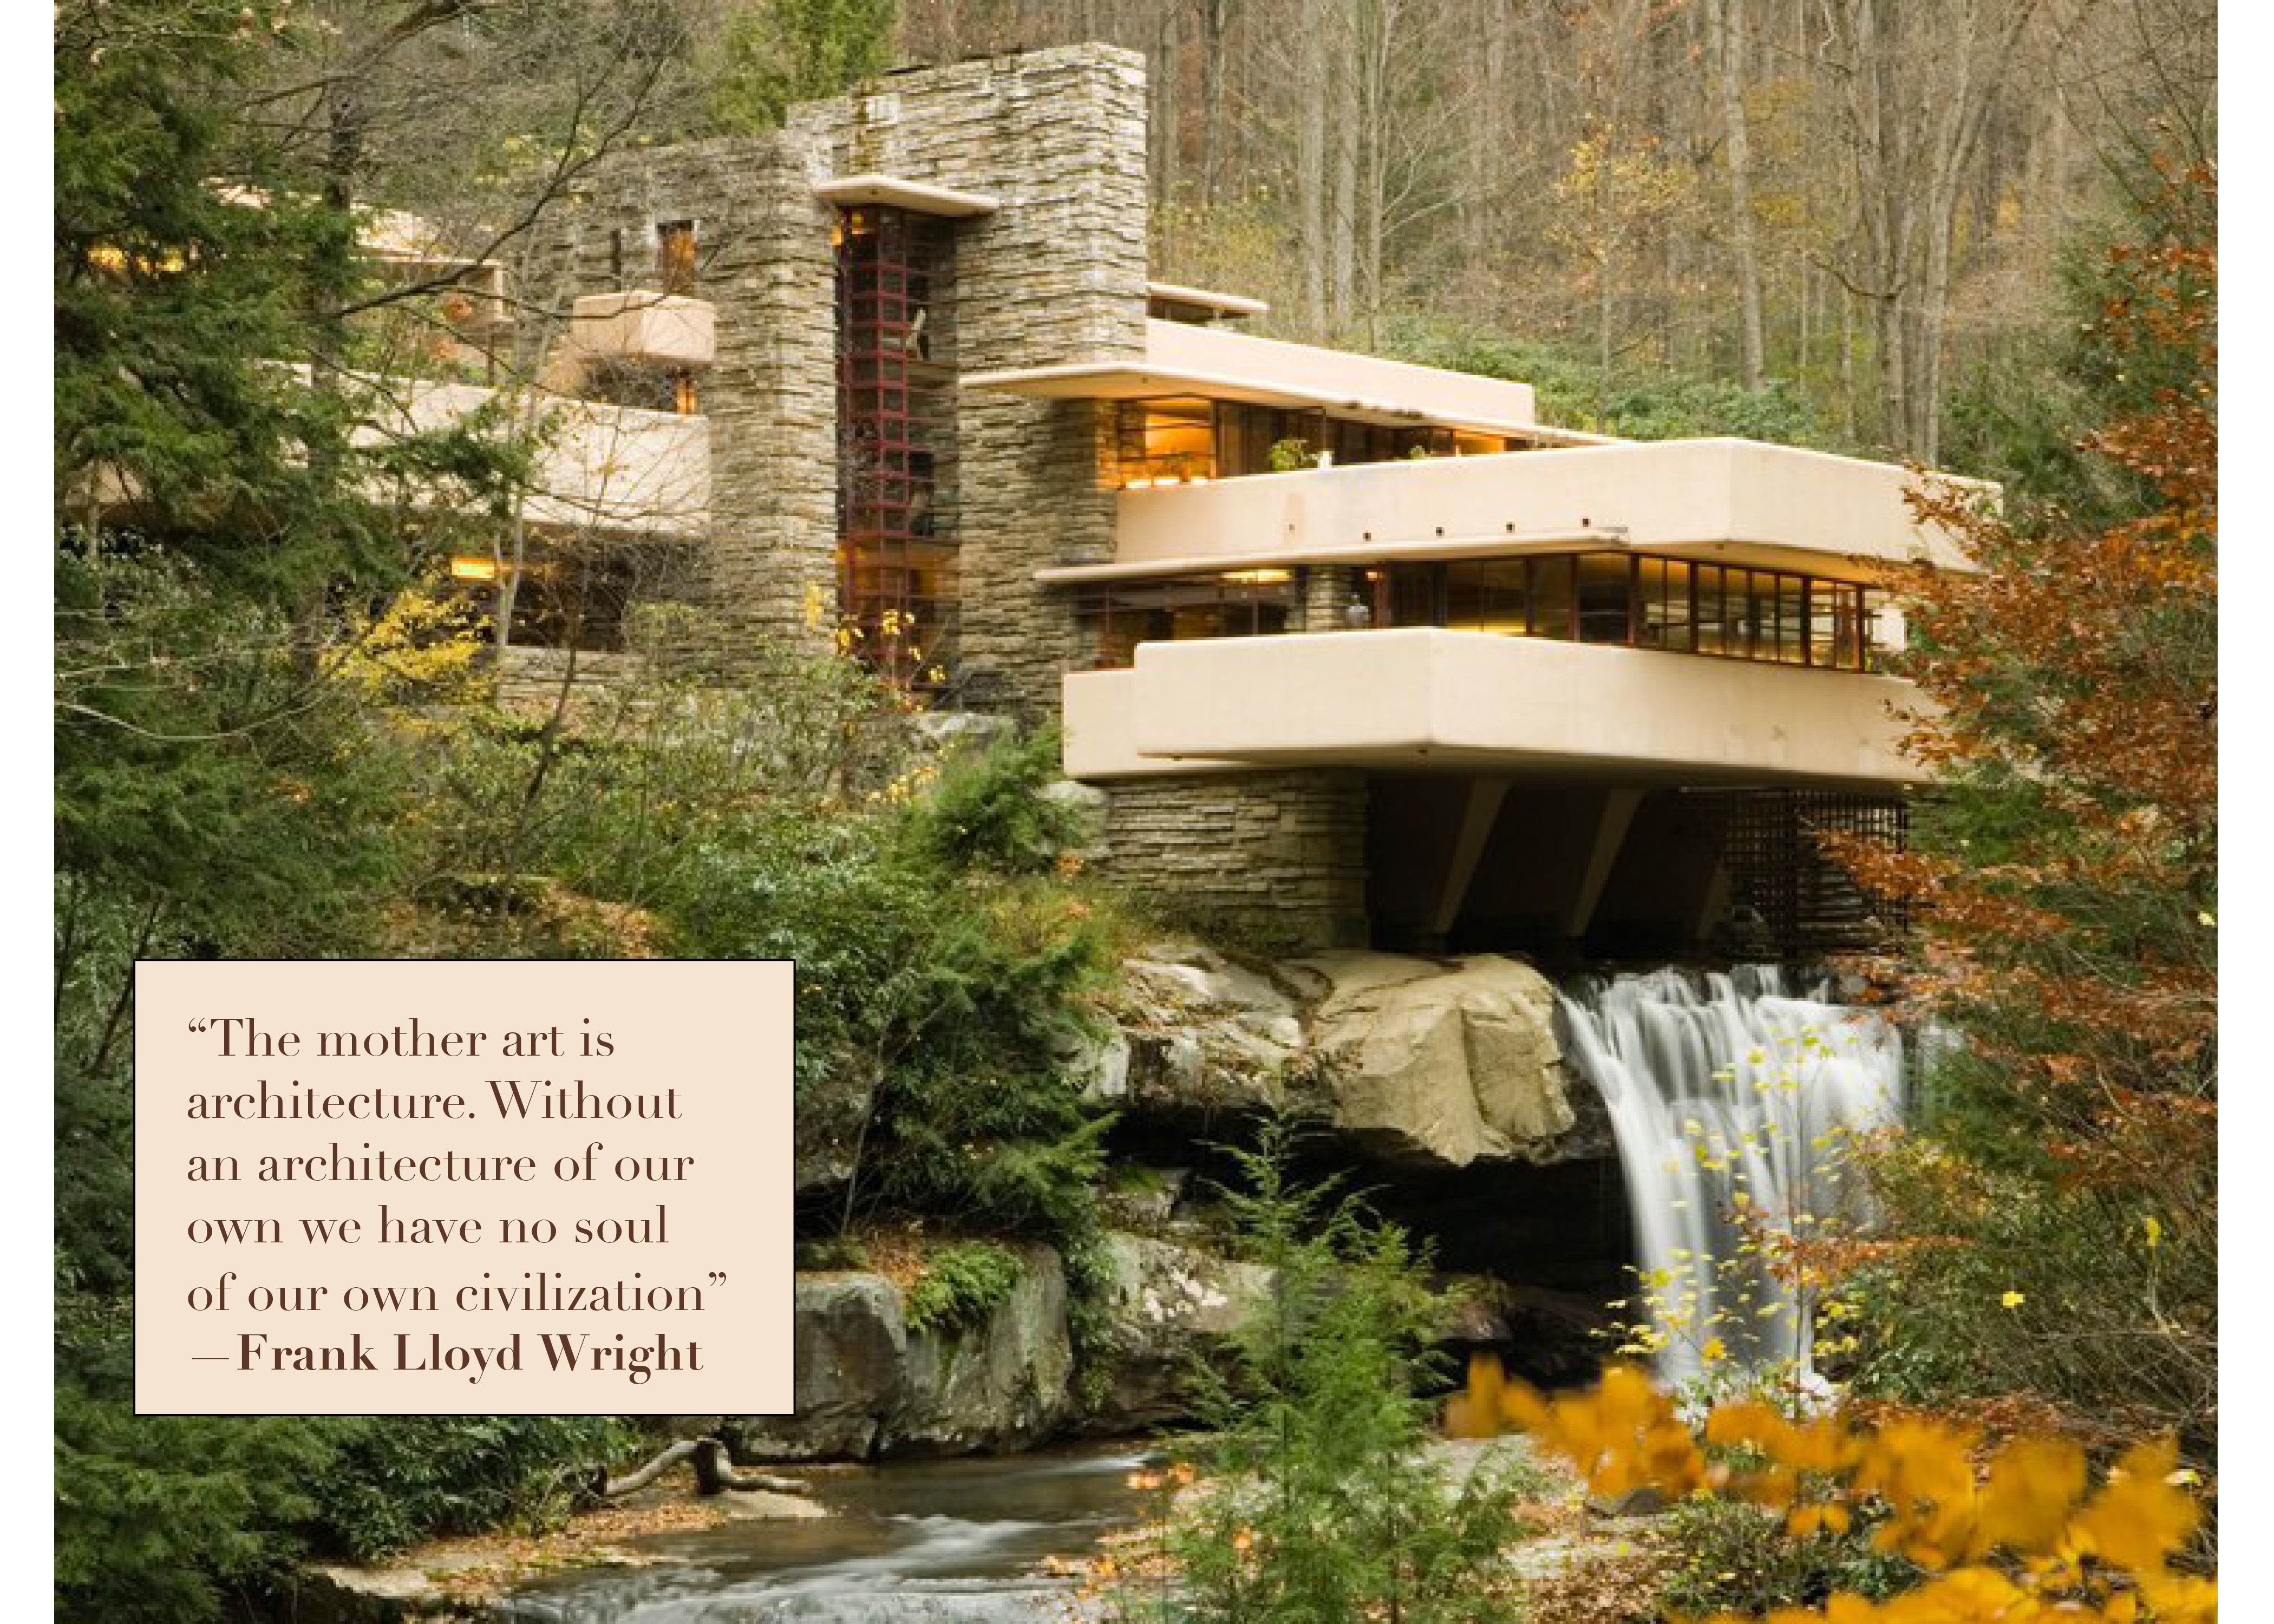 “The mother art is
architecture. Without
an architecture of our
own we have no soul
of our own civilization”
—Frank Lloyd Wright